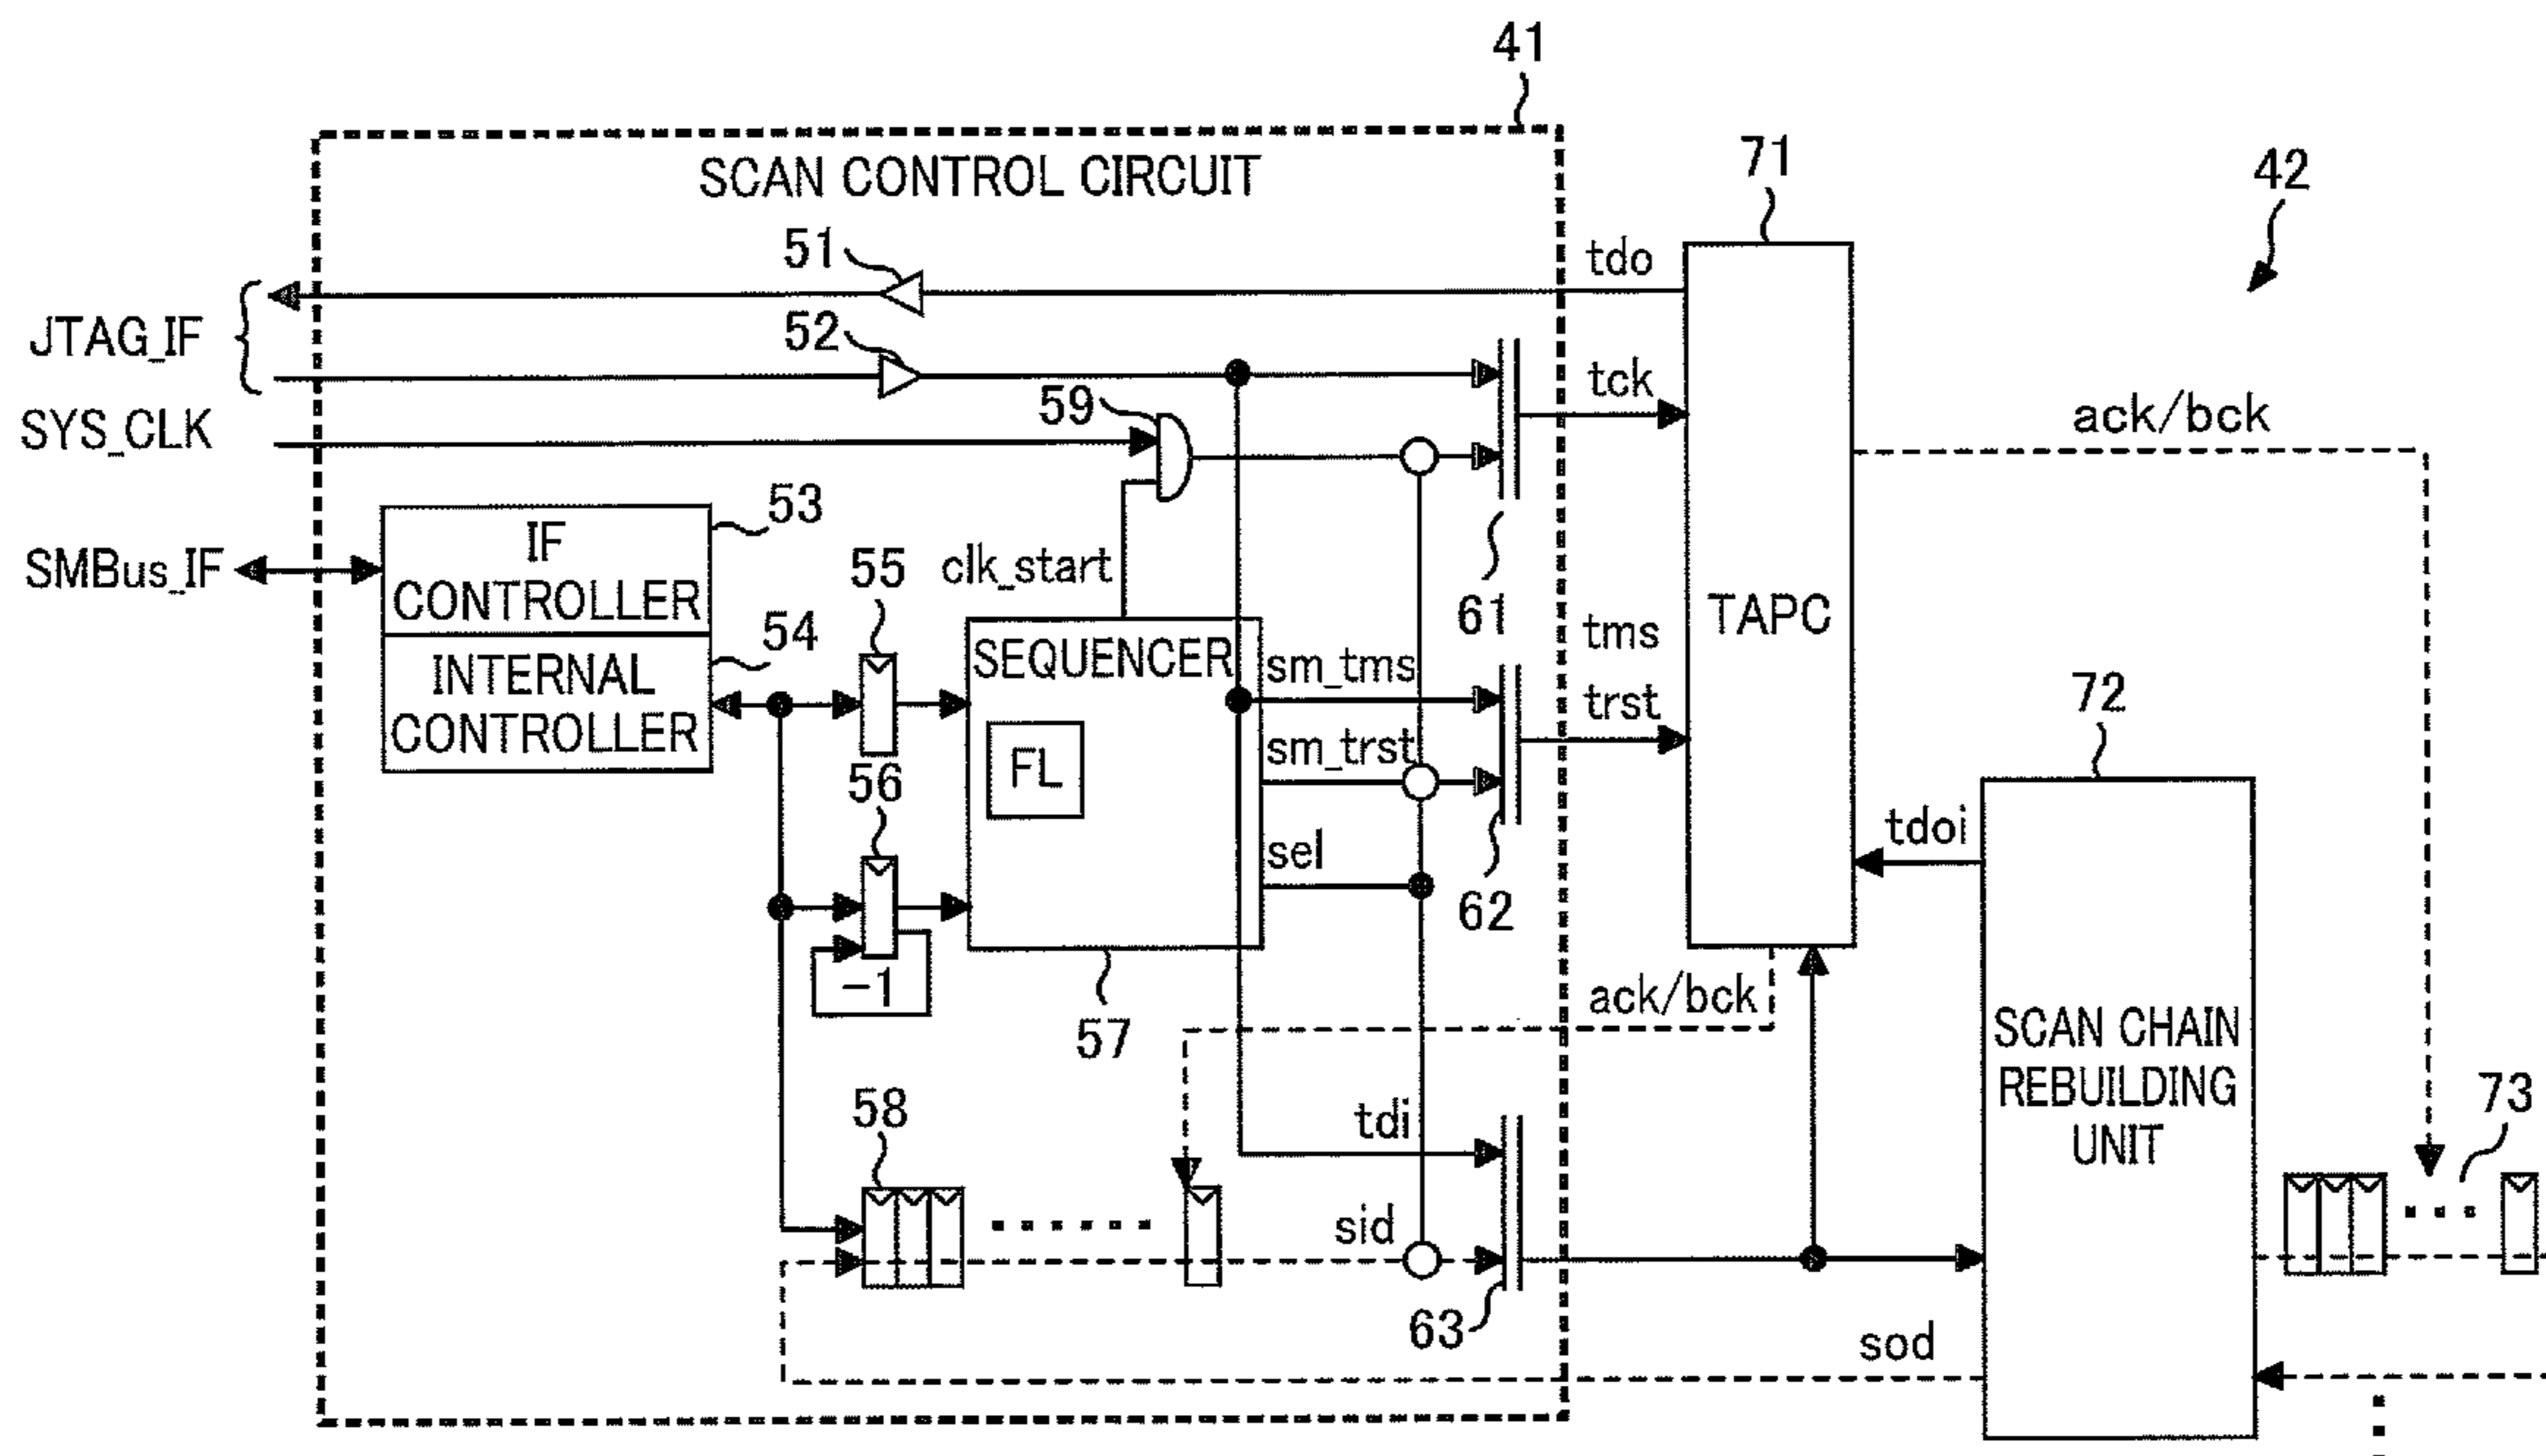 41
SCAN CONTROL CIRCUIT
71
42
51
tdo
JTAG_IF
52
tck
59
SYS_CLK
ack/bck
53
IF
CONTROLLER
SMBus_IF
clk_start
55
61
TAPC
54
INTERNAL
CONTROLLER
SEQUENCER
sm_tms
tms
trst
72
FL
sm_trst
56
sel
62
tdoi
-1
57
ack/bck
SCAN CHAIN
REBUILDING
UNIT
73
58
tdi
sid
63
sod